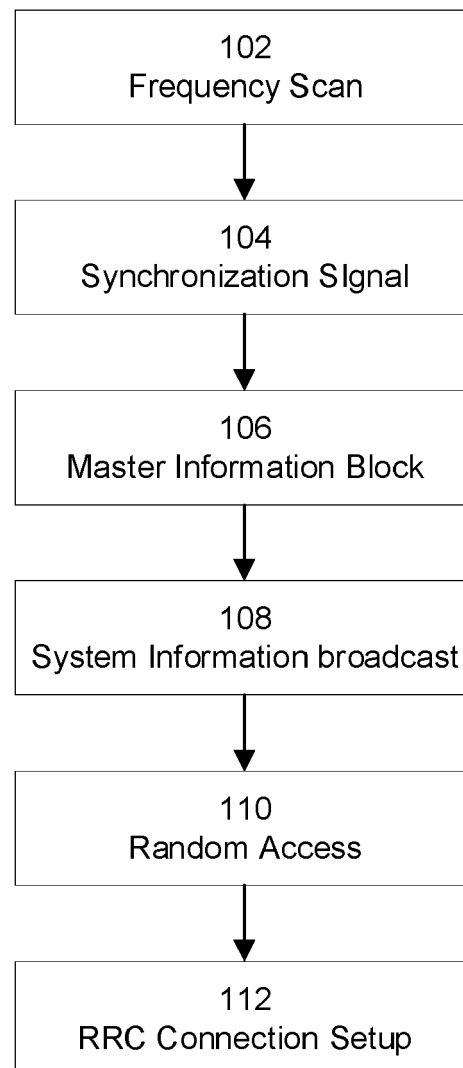 102
Frequency Scan
104
Synchronization SIgnal
106
Master Information Block
108
System Information broadcast
110
Random Access
112
RRC Connection Setup